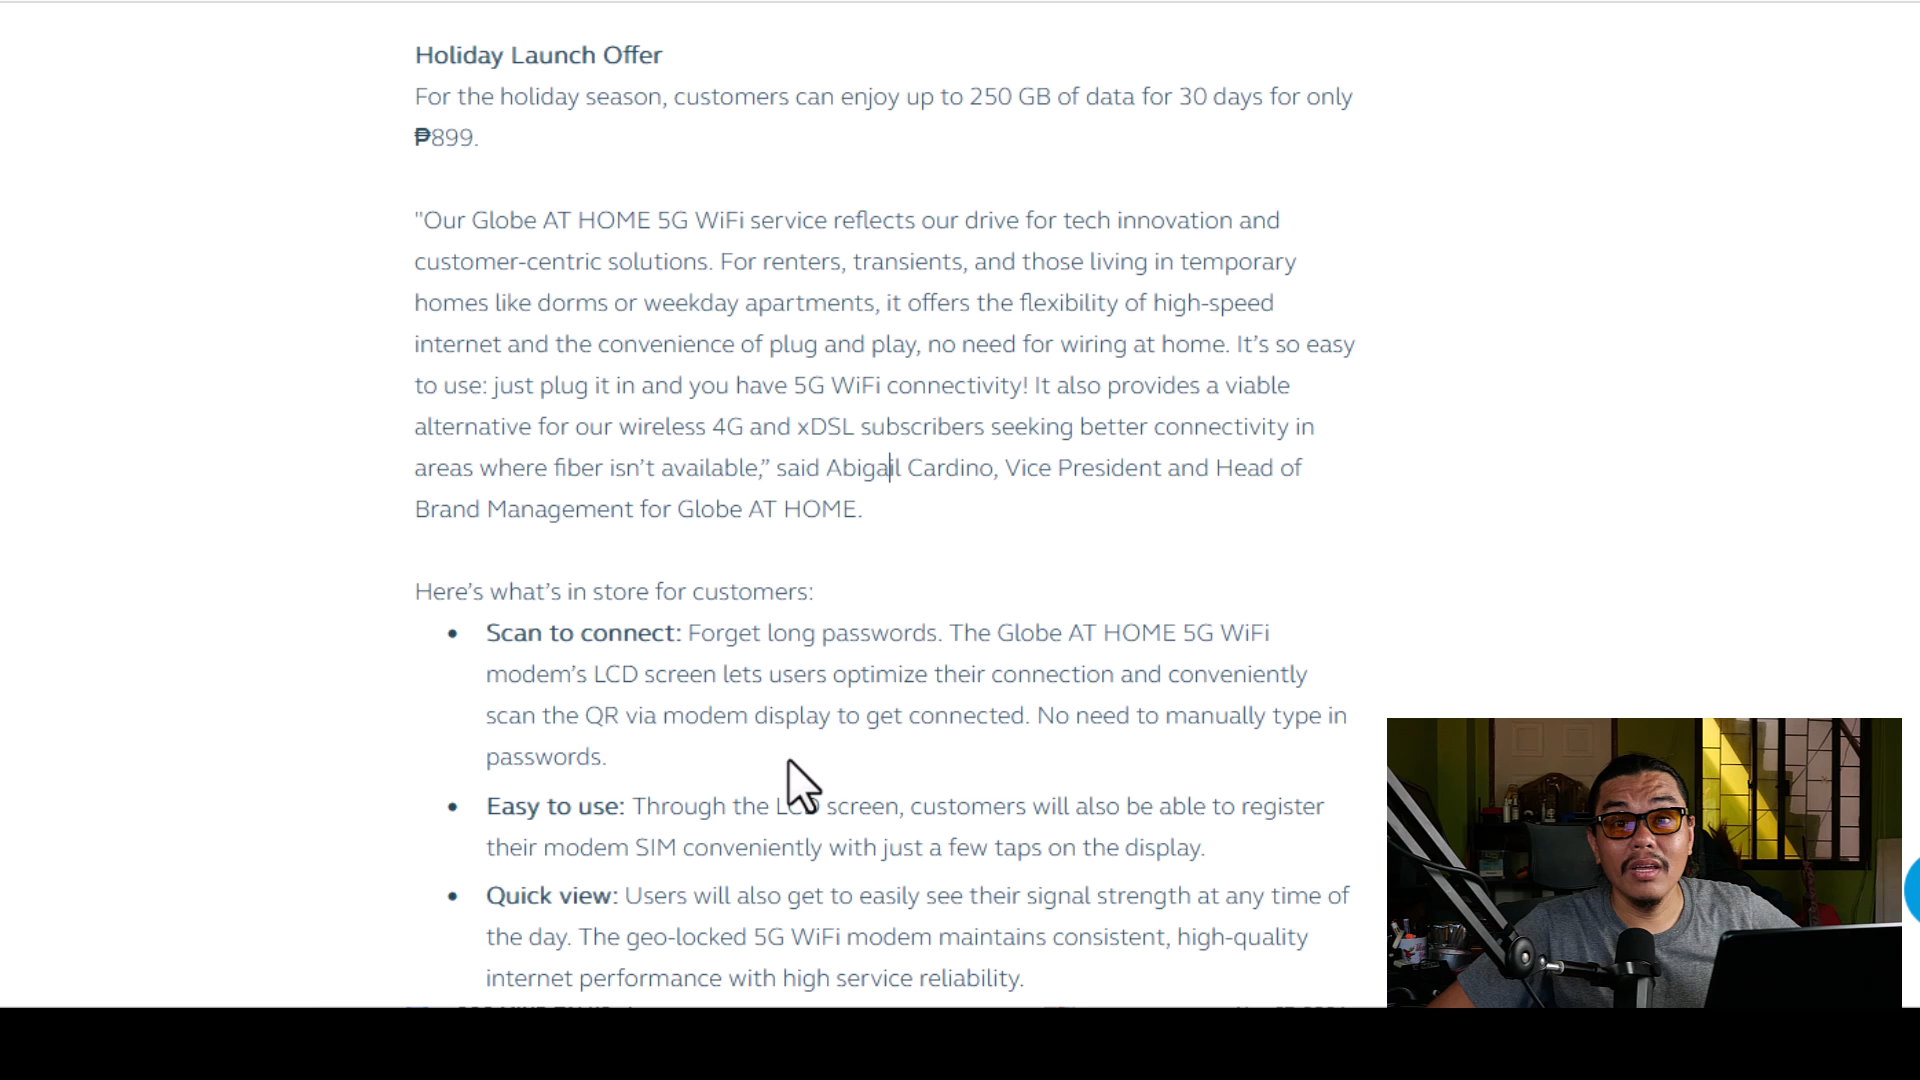 Holiday Launch Offer
For the holiday season, customers can enjoy up to 250 GB of data for 30 days for only
₱899.
"Our Globe AT HOME 5G WiFi service reflects our drive for tech innovation and
customer-centric solutions. For renters, transients, and those living in temporary
homes like dorms or weekday apartments, it offers the flexibility of high-speed
internet and the convenience of plug and play, no need for wiring at home. It’s so easy
to use: just plug it in and you have 5G WiFi connectivity! It also provides a viable
alternative for our wireless 4G and xDSL subscribers seeking better connectivity in
areas where fiber isn’t available,” said Abigail Cardino, Vice President and Head of
Brand Management for Globe AT HOME.
Here’s what’s in store for customers:
• Scan to connect: Forget long passwords. The Globe AT HOME 5G WiFi
modem’s LCD screen lets users optimize their connection and conveniently
scan the QR via modem display to get connected. No need to manually type in
passwords.
• Easy to use: Through the LCD screen, customers will also be able to register
their modem SIM conveniently with just a few taps on the display.
• Quick view: Users will also get to easily see their signal strength at any time of
the day. The geo-locked 5G WiFi modem maintains consistent, high-quality
internet performance with high service reliability.